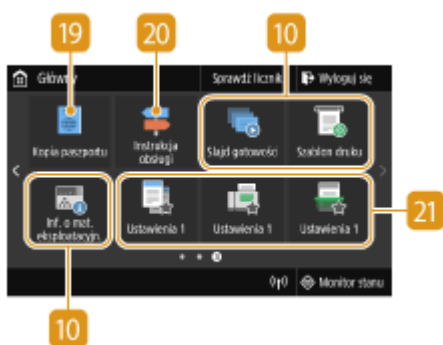 19
20
10
Główny
Sprawdź licznik
Wyloguj się
Kopia paszportu
Instrukcja
obsługi
Slajd gotowości
Szablon druku
Inf. o mat.
eksploatacyjn.
Ustawienia 1
Ustawienia 1
Ustawienia 1
21
3
Monitor stanu
10